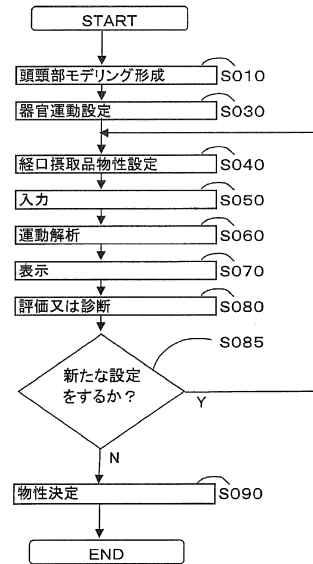 START
頭頸部モデリング形成 S010
器官運動設定 S030
経口摂取品物性設定 S040
入力 S050
運動解析 S060
表示 S070
評価又は診断 S080
S085
新たな設定
をするか？
Y
N
物性決定 S090
END